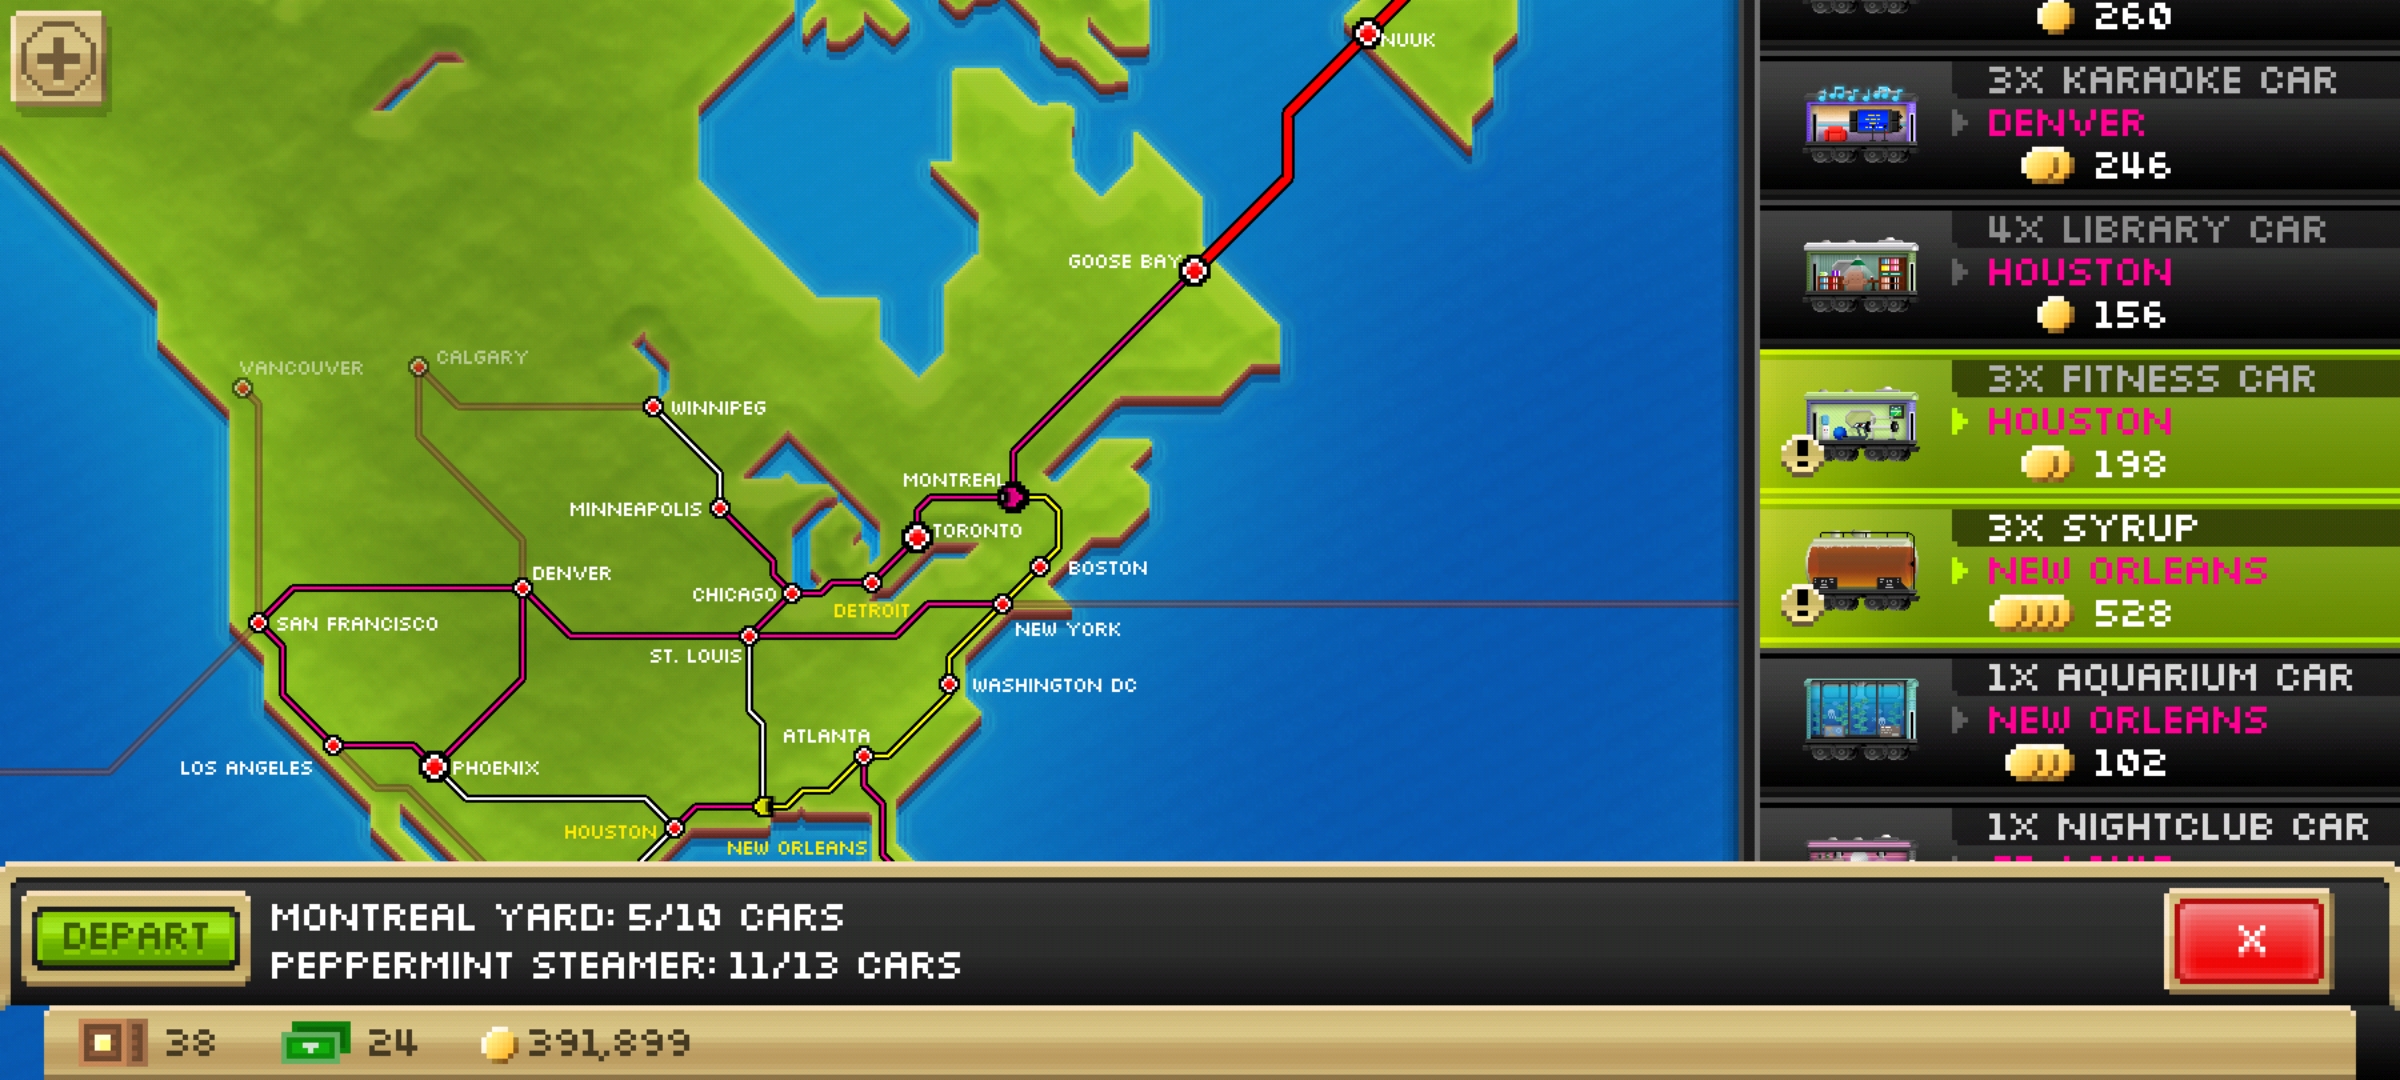 NUUK
GOOSE BAY
VANCOUVER
CALGARY
WINNIPEG
MONTREAL
MINNEAPOLIS
TORONTO
BOSTON
DENVER
CHICAGO
DETROIT
SAN FRANCISCO
NEW YORK
ST. LOUIS
WASHINGTON DC
ATLANTA
LOS ANGELES
PHOENIX
HOUSTON
NEW ORLEANS
260
3X KARAOKE CAR
DENVER
246
4X LIBRARY CAR
HOUSTON
156
3X FITNESS CAR
HOUSTON
198
3X SYRUP
NEW ORLEANS
528
1X AQUARIUM CAR
NEW ORLEANS
102
1X NIGHTCLUB CAR
DEPART
MONTREAL YARD: 5/10 CARS
PEPPERMINT STEAMER: 11/13 CARS
X
38
24
391,899